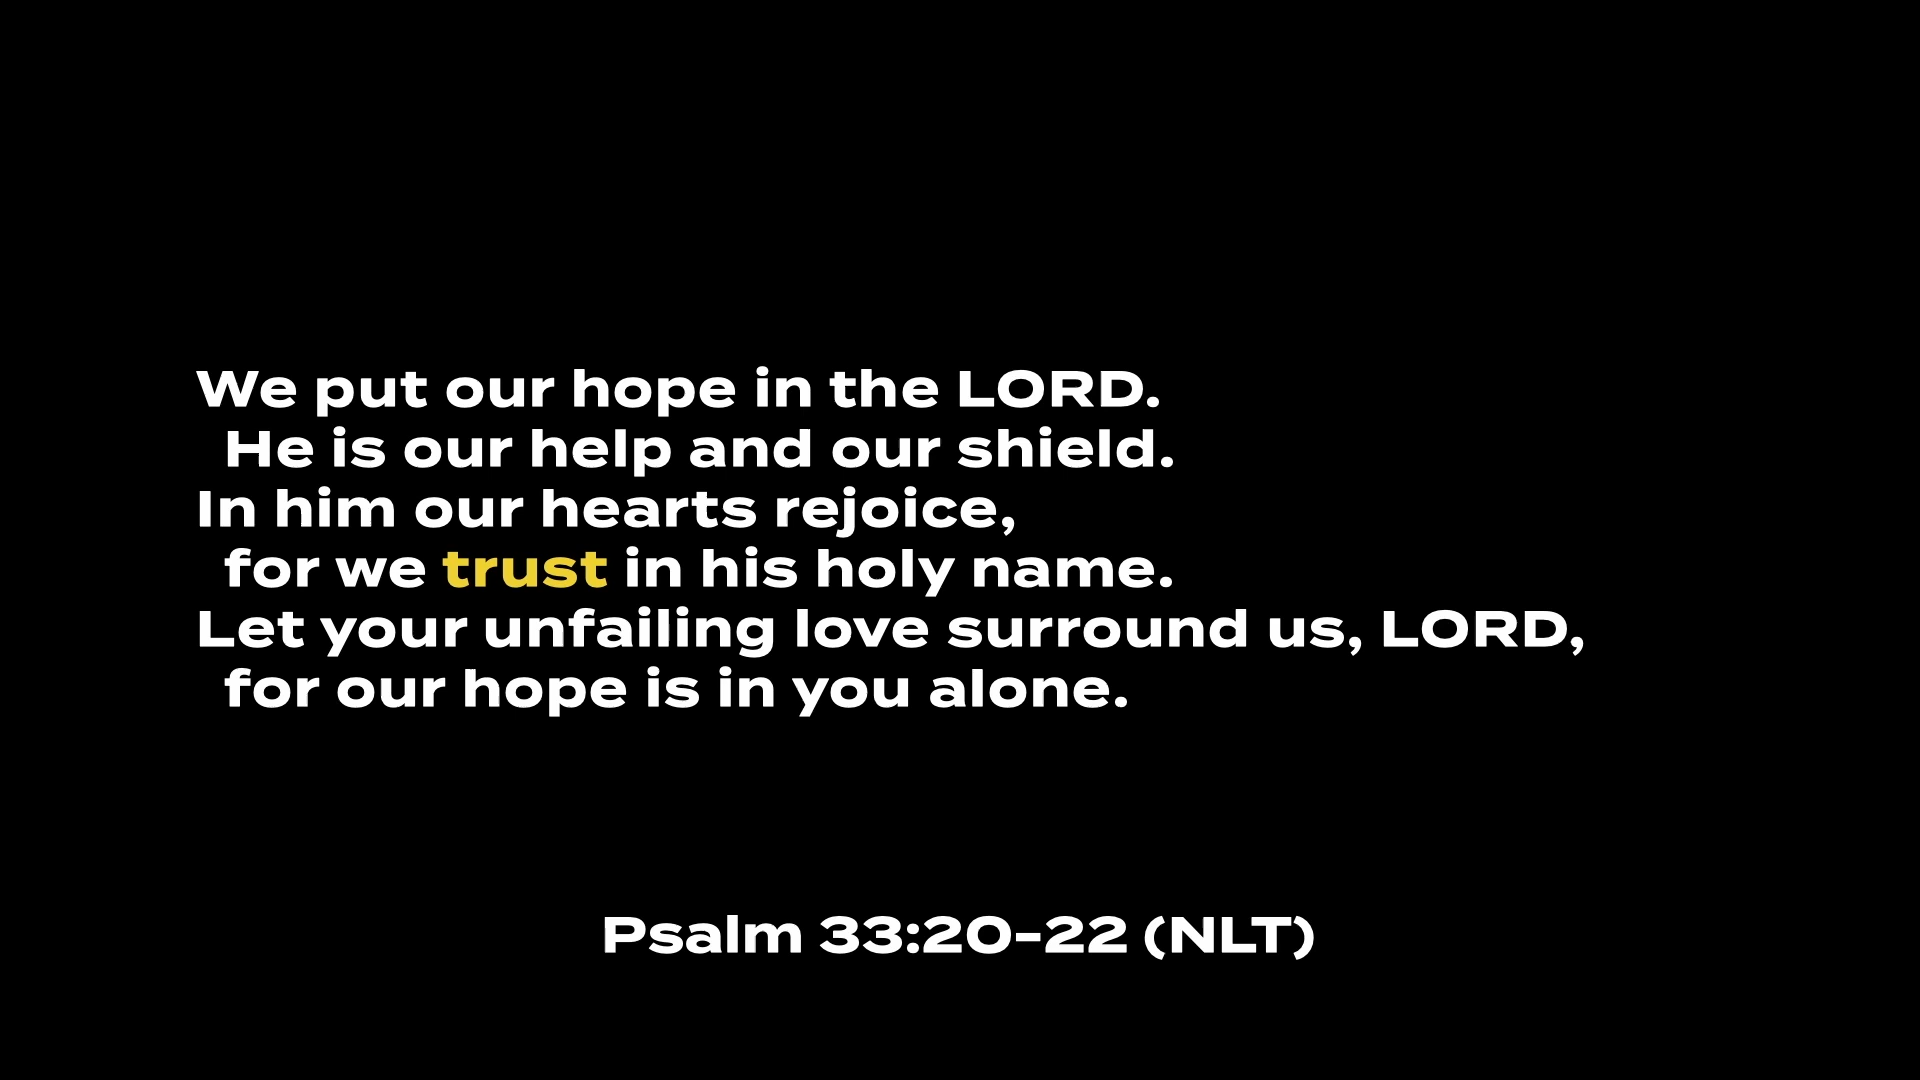 We put our hope in the LORD.
He is our help and our shield.
In him our hearts rejoice,
for we trust in his holy name.
Let your unfailing love surround us, LORD,
for our hope is in you alone.
Psalm 33:20-22 (NLT)